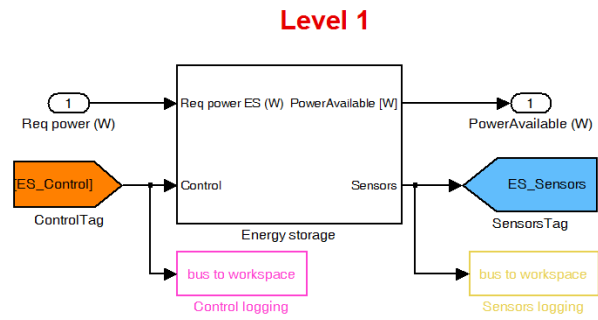 Level 1
1
Req power (W)
Req power ES (W)
PowerAvailable [W]
1
PowerAvailable (W)
[ES_Control]
ControlTag
Control
Sensors
ES_Sensors
SensorsTag
Energy storage
bus to workspace
Control logging
bus to workspace
Sensors logging